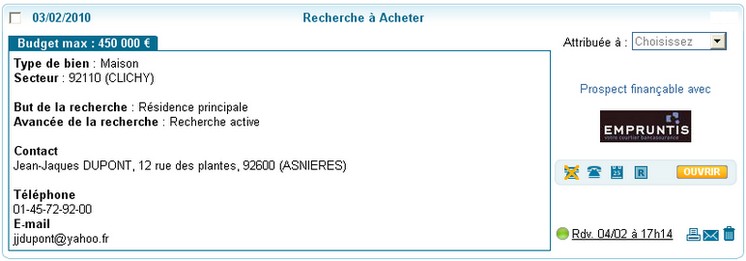 03/02/2010
Recherche à Acheter
Budget max : 450 000 €
Type de bien : Maison
Secteur : 92110 (CLICHY)
But de la recherche : Résidence principale
Avancée de la recherche : Recherche active
Contact
Jean-Jaques DUPONT, 12 rue des plantes, 92600 (ASNIERES)
Téléphone
01-45-72-92-00
E-mail
jjdupont@yahoo.fr
Attribuée à : Choisissez
Prospect finançable avec
EMPRUNTIS
votre courtier bancassurance
25
R
OUVRIR
Rdv. 04/02 à 17h14